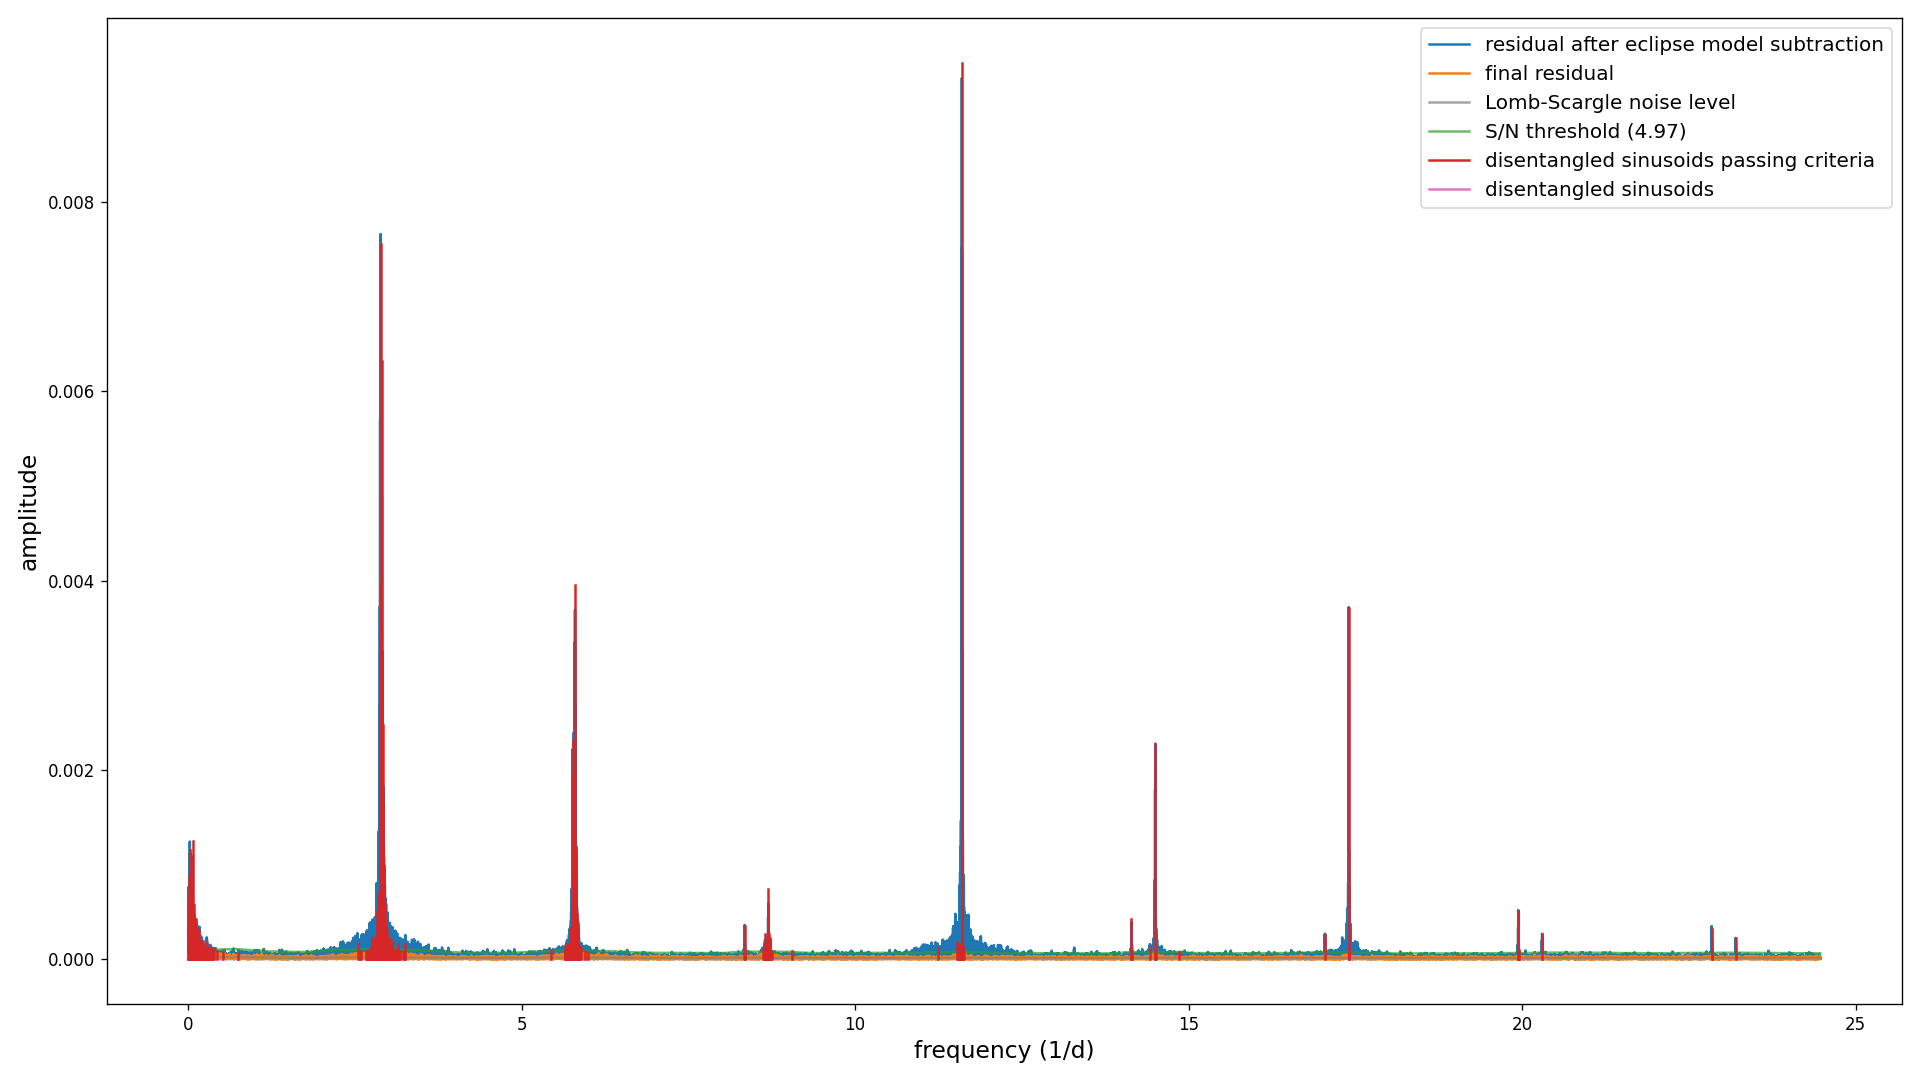 residual after eclipse model subtraction
final residual
Lomb-Scargle noise level
S/N threshold (4.97)
disentangled sinusoids passing criteria
disentangled sinusoids
amplitude
0.008
0.006
0.004
0.002
0.000
0 5 10 15 20 25
frequency (1/d)